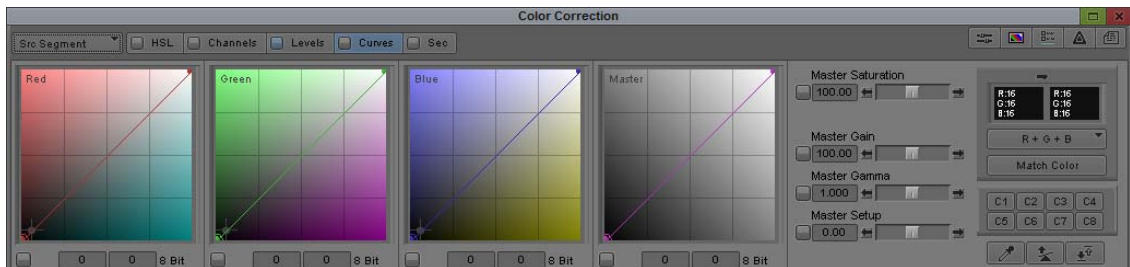 Color Correction
Src Segment HSL Channels Levels Curves Sec
Red Green Blue Master
Master Saturation
100.00
Master Gain
100.00
Master Gamma
1.000
Master Setup
0.00
R:16 R:16
G:16 G:16
B:16 B:16
R + G + B
Match Color
C1 C2 C3 C4
C5 C6 C7 C8
0 0 8 Bit 0 0 8 Bit 0 0 8 Bit 0 0 8 Bit